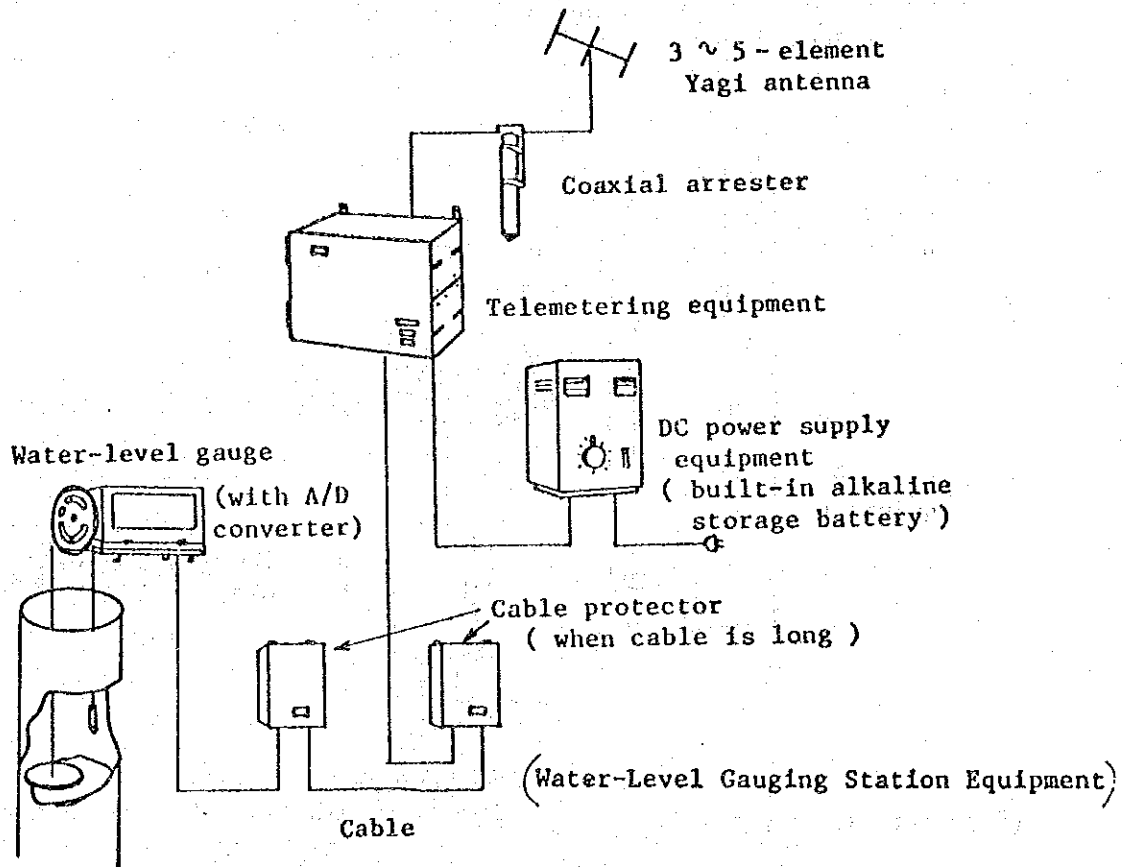 3 ~ 5 - element
Yagi antenna
Coaxial arrester
Telemetering equipment
DC power supply
equipment
( built-in alkaline
storage battery )
Water-level gauge
(with A/D
converter)
Cable protector
( when cable is long )
(Water-Level Gauging Station Equipment)
Cable